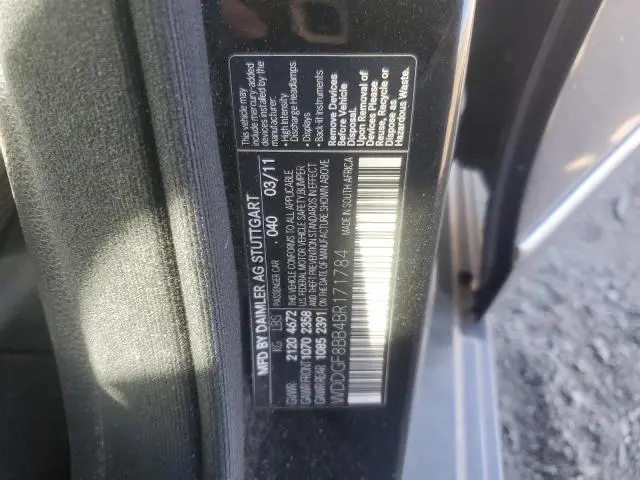 MFD BY DAIMLER AG STUTTGART
PASSENGER CAR . 040 03/11
KG LBS
GVWR 2120 4672
GAWR FRONT 1070 2358
GAWR REAR 1085 2391
THIS VEHICLE CONFORMS TO ALL APPLICABLE
U.S. FEDERAL MOTOR VEHICLE SAFETY, BUMPER
AND THEFT PREVENTION STANDARDS IN EFFECT
ON THE DATE OF MANUFACTURE SHOWN ABOVE
MADE IN SOUTH AFRICA
WDDGF8BB4BR171784
This vehicle may
include mercury-added
devices installed by the
manufacturer:
• High Intensity
Discharge Headlamps
• Displays
• Back-lit Instruments
Remove Devices
Before Vehicle
Disposal.
Upon Removal of
Devices Please
Reuse, Recycle or
Dispose as
Hazardous Waste.